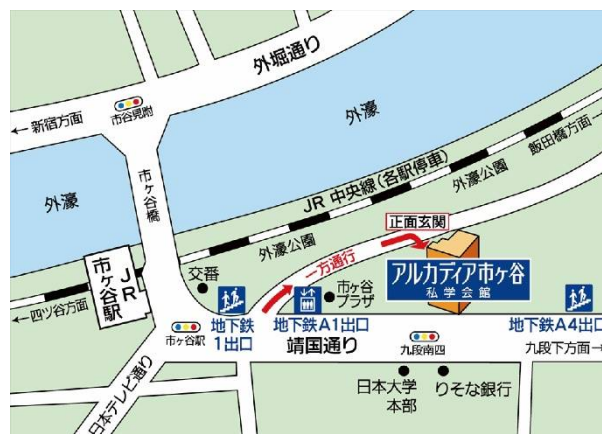 外堀通り
←新宿方面
市谷見附
外濠
飯田橋方面→
外濠公園
JR 中央線(各駅停車)
市ヶ谷橋
外濠
正面玄関
外濠公園
一方通行
アルカディア市ヶ谷
私学会館
JR
市ヶ谷駅
交番
市ヶ谷
プラザ
←四ツ谷方面
市ヶ谷駅
地下鉄
1出口
地下鉄A1出口
地下鉄A4出口
靖国通り
九段南四
九段下方面→
日本テレビ通り
日本大学
本部
りそな銀行